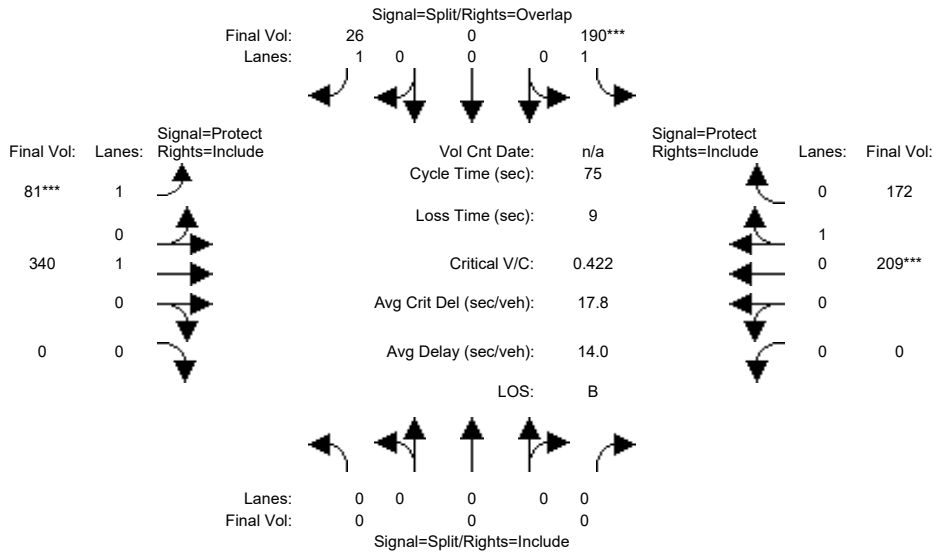 Signal=Split/Rights=Overlap
Final Vol: 26 0 190***
Lanes: 1 0 0 0 1
Signal=Protect Signal=Protect
Final Vol: Lanes: Rights=Include Vol Cnt Date: n/a Rights=Include Lanes: Final Vol:
Cycle Time (sec): 75
81*** 1 0 172
Loss Time (sec): 9
0 1
340 1 Critical V/C: 0.422 0 209***
0 Avg Crit Del (sec/veh): 17.8 0
0 0 Avg Delay (sec/veh): 14.0 0 0
LOS: B
Lanes: 0 0 0 0 0
Final Vol: 0 0 0
Signal=Split/Rights=Include